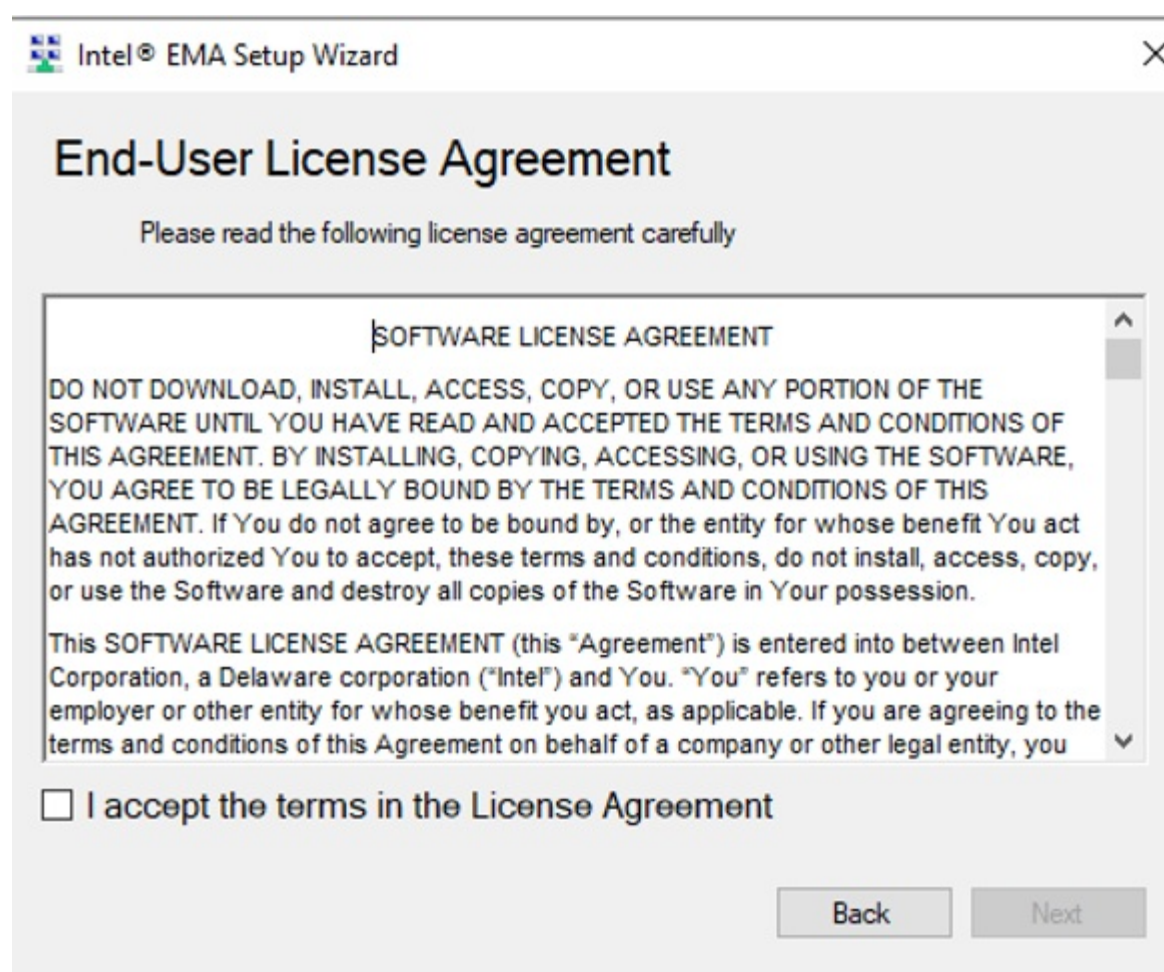 Intel® EMA Setup Wizard
End-User License Agreement
Please read the following license agreement carefully
SOFTWARE LICENSE AGREEMENT
DO NOT DOWNLOAD, INSTALL, ACCESS, COPY, OR USE ANY PORTION OF THE
SOFTWARE UNTIL YOU HAVE READ AND ACCEPTED THE TERMS AND CONDITIONS OF
THIS AGREEMENT. BY INSTALLING, COPYING, ACCESSING, OR USING THE SOFTWARE,
YOU AGREE TO BE LEGALLY BOUND BY THE TERMS AND CONDITIONS OF THIS
AGREEMENT. If You do not agree to be bound by, or the entity for whose benefit You act
has not authorized You to accept, these terms and conditions, do not install, access, copy,
or use the Software and destroy all copies of the Software in Your possession.
This SOFTWARE LICENSE AGREEMENT (this “Agreement”) is entered into between Intel
Corporation, a Delaware corporation (“Intel”) and You. “You” refers to you or your
employer or other entity for whose benefit you act, as applicable. If you are agreeing to the
terms and conditions of this Agreement on behalf of a company or other legal entity, you
I accept the terms in the License Agreement
Back
Next